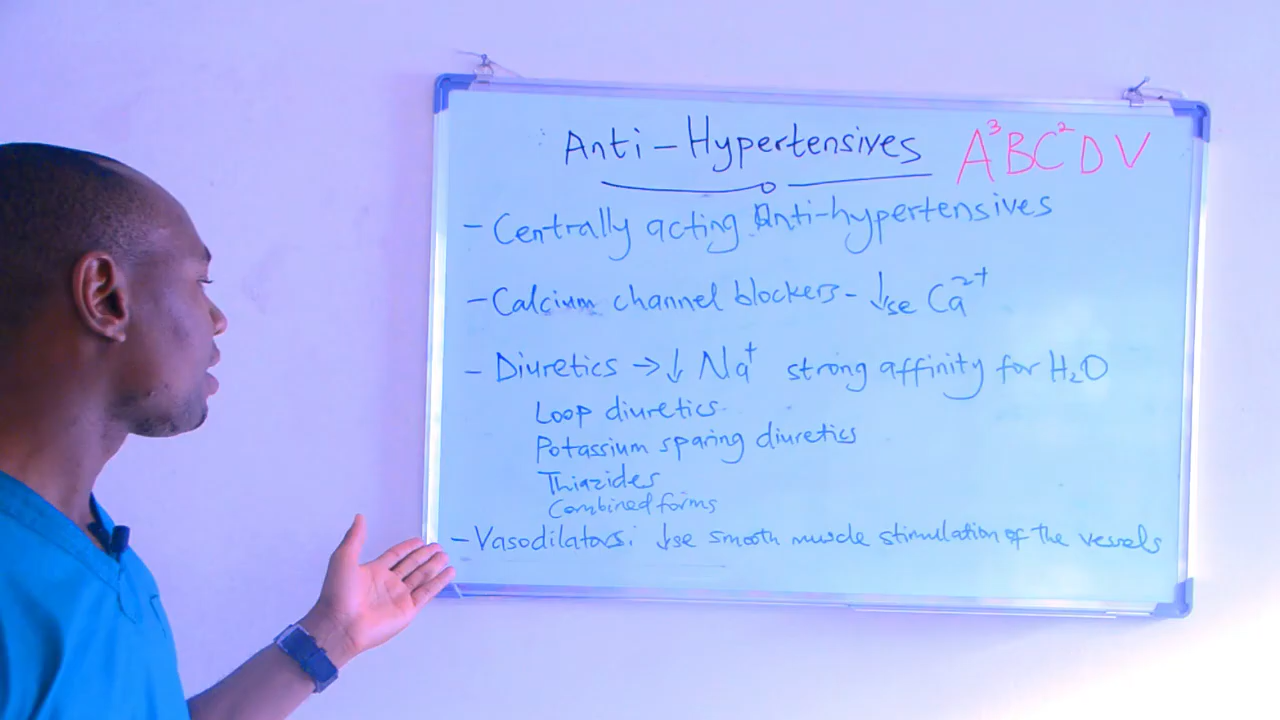 Anti-Hypertensives A³BC²DV
- Centrally acting Anti-hypertensives
- Calcium channel blockers - ↓se Ca²⁺
- Diuretics → ↓ Na⁺ strong affinity for H₂O
Loop diuretics
Potassium sparing diuretics
Thiazides
Combined forms
- Vasodilators: ↓se smooth muscle stimulation of the vessels